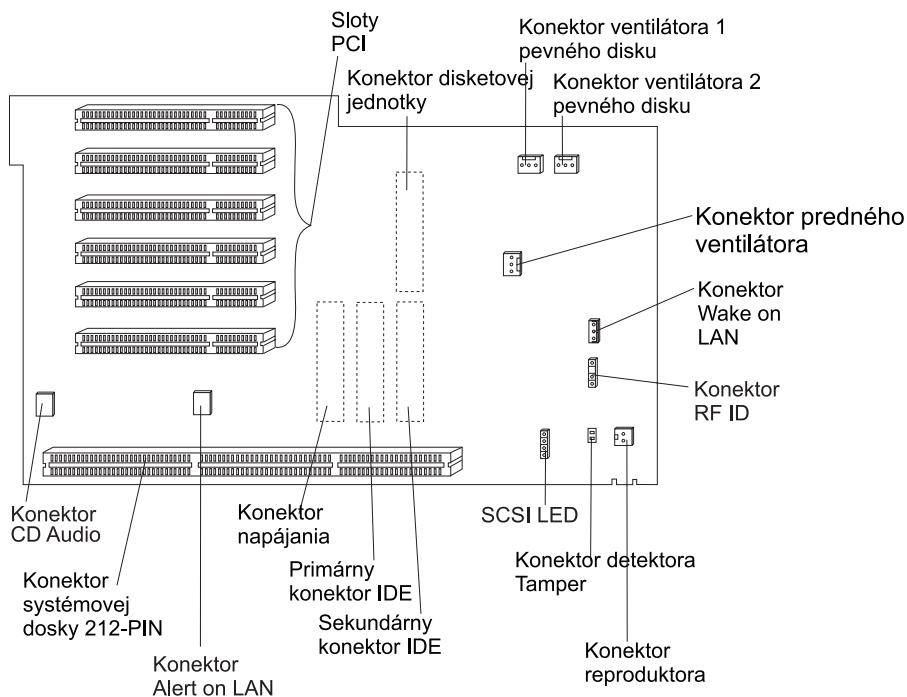 Sloty
PCI
Konektor ventilátora 1
pevného disku
Konektor disketovej
jednotky
Konektor ventilátora 2
pevného disku
Konektor predného
ventilátora
Konektor
Wake on
LAN
Konektor
RF ID
Konektor
CD Audio
Konektor
napájania
SCSI LED
Konektor detektora
Tamper
Konektor
systémovej
dosky 212-PIN
Primárny
konektor IDE
Sekundárny
konektor IDE
Konektor
reproduktora
Konektor
Alert on LAN